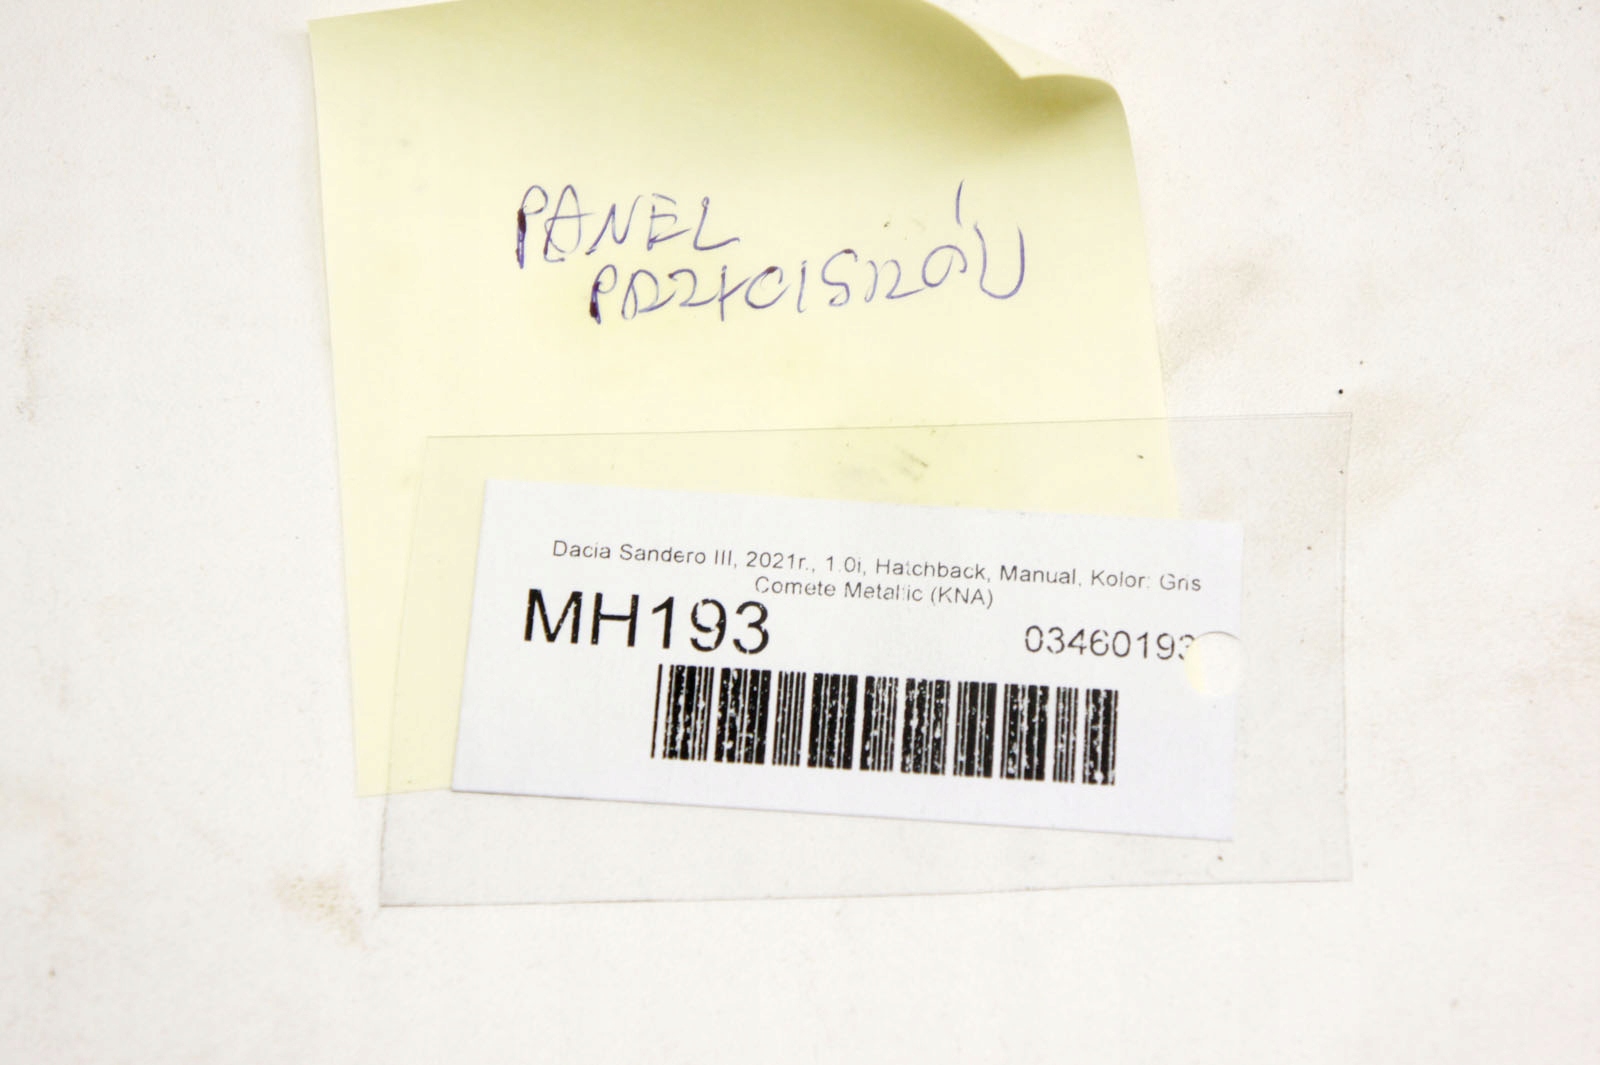 PANEL
PRZYCISKÓW
Dacia Sandero III, 2021r., 1.0i, Hatchback, Manual, Kolor: Gris
Comete Metallic (KNA)
MH193
03460193